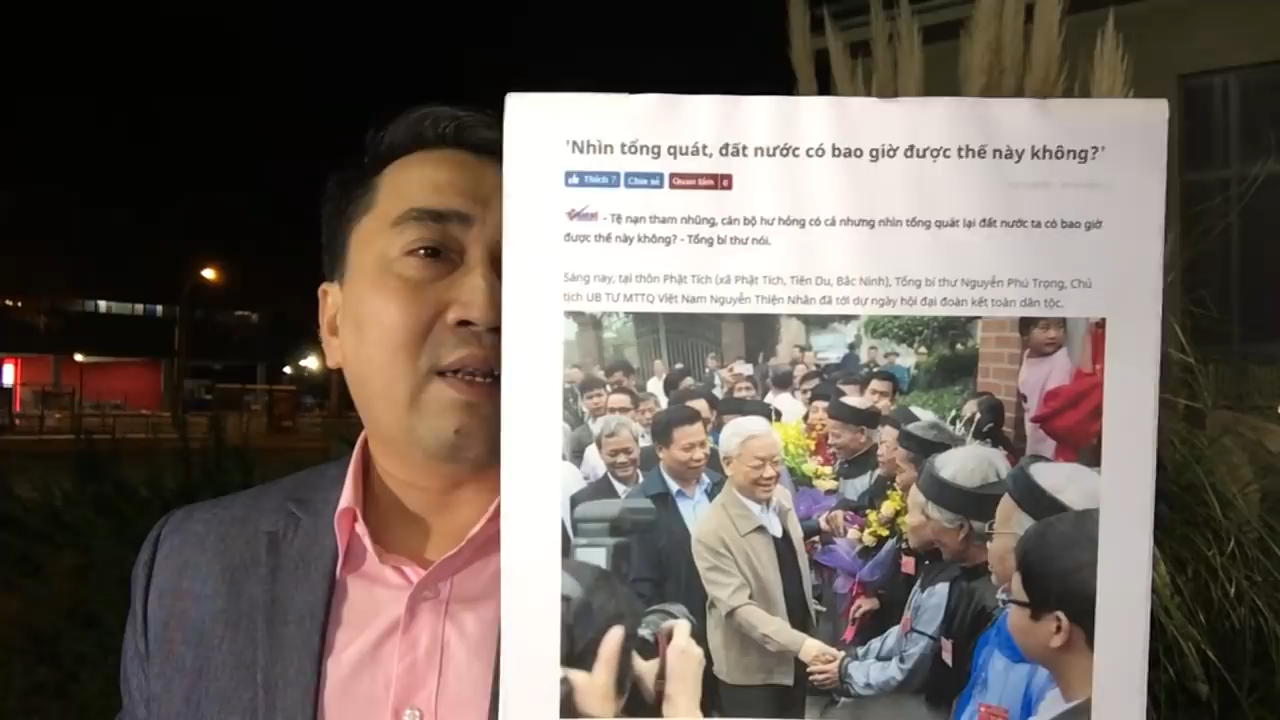 'Nhìn tổng quát, đất nước có bao giờ được thế này không?'
Thích 7 Chia sẻ Quan tâm 0
- Tệ nạn tham nhũng, cán bộ hư hỏng có cả nhưng nhìn tổng quát lại đất nước ta có bao giờ
được thế này không? - Tổng bí thư nói.
Sáng nay, tại thôn Phật Tích (xã Phật Tích, Tiên Du, Bắc Ninh), Tổng bí thư Nguyễn Phú Trọng, Chủ
tịch UB TƯ MTTQ Việt Nam Nguyễn Thiện Nhân đã tới dự ngày hội đại đoàn kết toàn dân tộc.